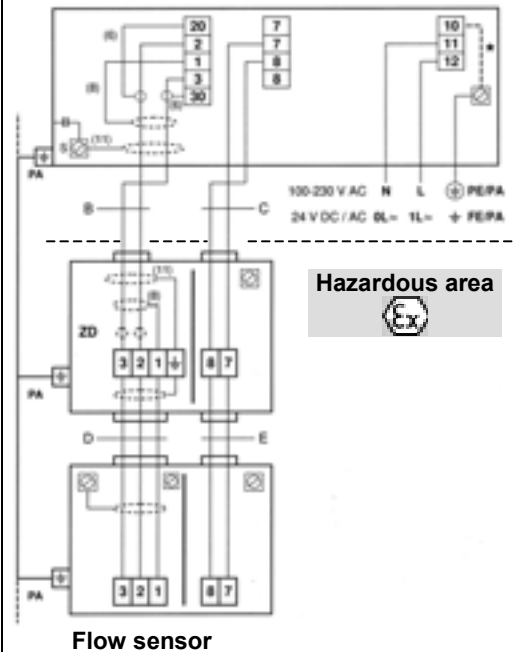 20 7 10
(6) 2 7 11
1 8 12 *
(8) 3 8
(6) 30
B
S (11)
PA
100-230 V AC N L PE/PA
24 V DC / AC 0L~ 1L~ FE/PA
B C
Hazardous area
Ex
(11)
(8)
ZD
3 2 1 8 7
PA
D E
3 2 1 8 7
PA
Flow sensor